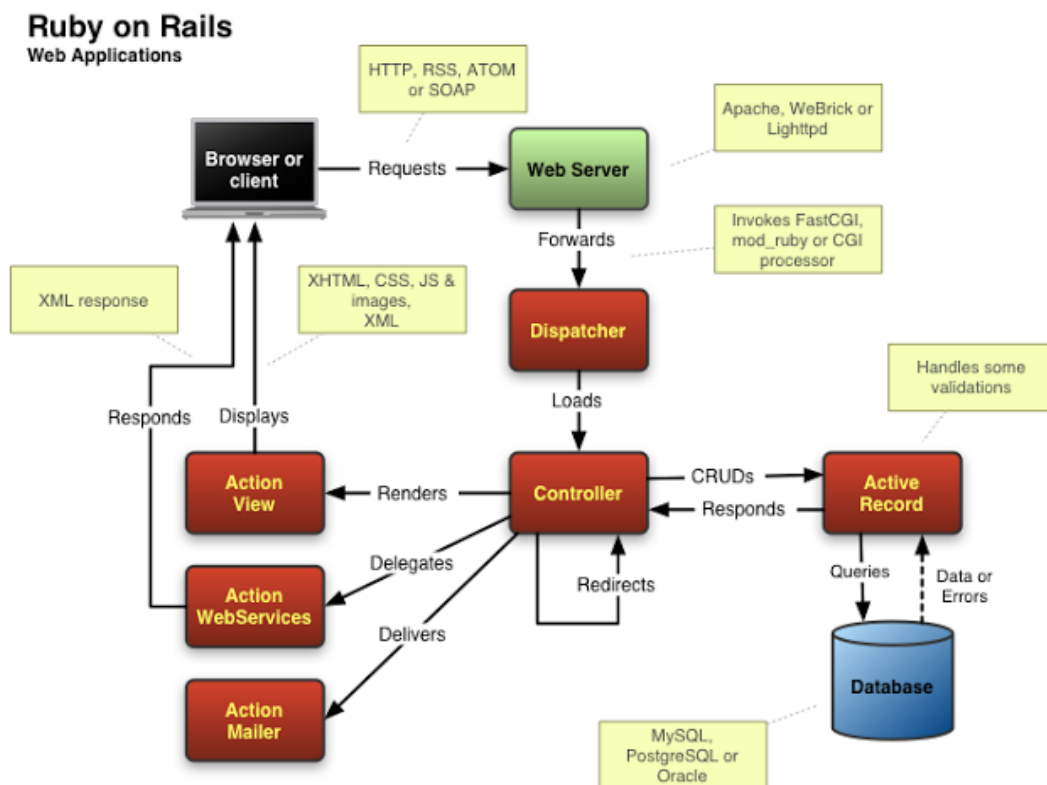 Ruby on Rails
Web Applications
HTTP, RSS, ATOM
or SOAP
Apache, WeBrick or
Lighttpd
Browser or
client
Requests
Web Server
Invokes FastCGI,
mod_ruby or CGI
processor
Forwards
XML response
XHTML, CSS, JS &
images,
XML
Dispatcher
Handles some
validations
Responds
Displays
Loads
Action
View
Renders
Controller
CRUDs
Responds
Active
Record
Delegates
Redirects
Queries
Data or
Errors
Action
WebServices
Delivers
Action
Mailer
Database
MySQL,
PostgreSQL or
Oracle